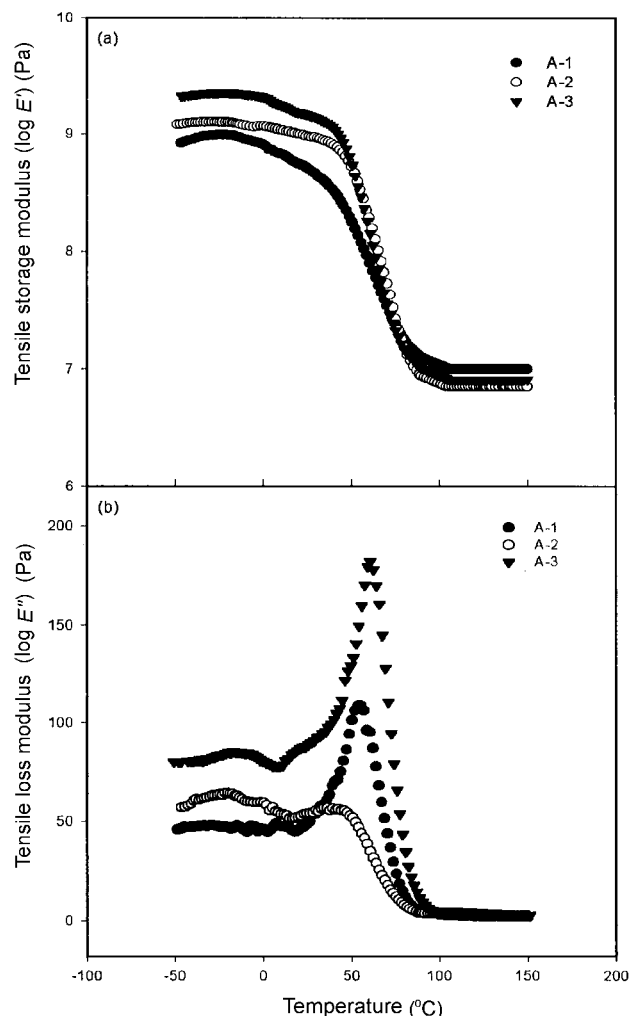 10
(a)
A-1
A-2
A-3
9
8
7
6
Tensile storage modulus (log E′) (Pa)
(b)
A-1
A-2
A-3
200
150
100
50
0
Tensile loss modulus (log E″) (Pa)
-100 -50 0 50 100 150 200
Temperature (°C)